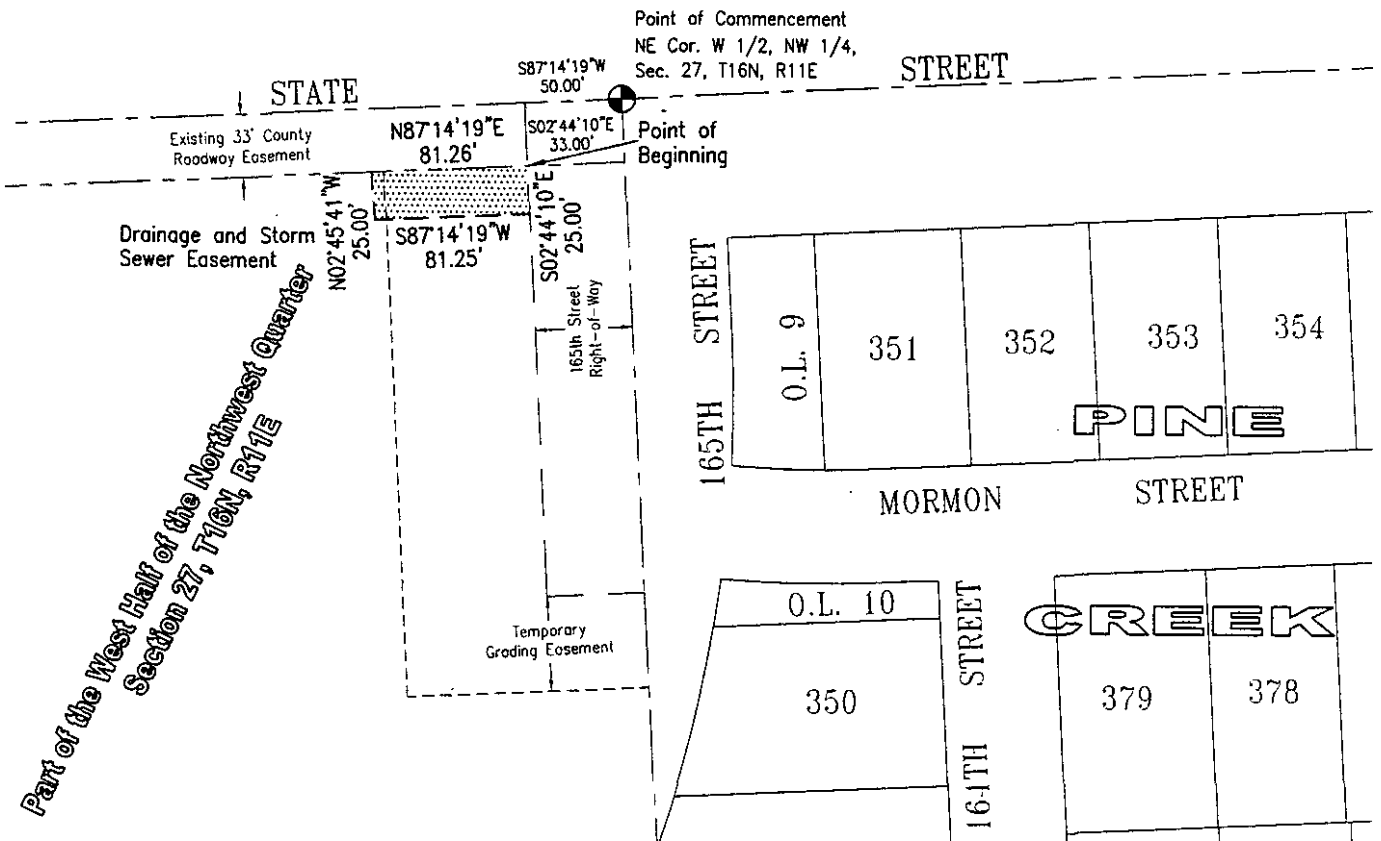 Point of Commencement
NE Cor. W 1/2, NW 1/4,
Sec. 27, T16N, R11E
S87°14'19"W
50.00'
STATE
STREET
Existing 33' County
Roadway Easement
N87°14'19"E
81.26'
S02°44'10"E
33.00'
Point of
Beginning
Drainage and Storm
Sewer Easement
N02°45'41"W
25.00'
S87°14'19"W
81.25'
S02°44'10"E
25.00'
165th Street
Right-of-Way
Part of the West Half of the Northwest Quarter
Section 27, T16N, R11E
165TH STREET
O.L. 9
351
352
353
354
PINE
MORMON STREET
O.L. 10
CREEK
Temporary
Grading Easement
350
164TH STREET
379
378